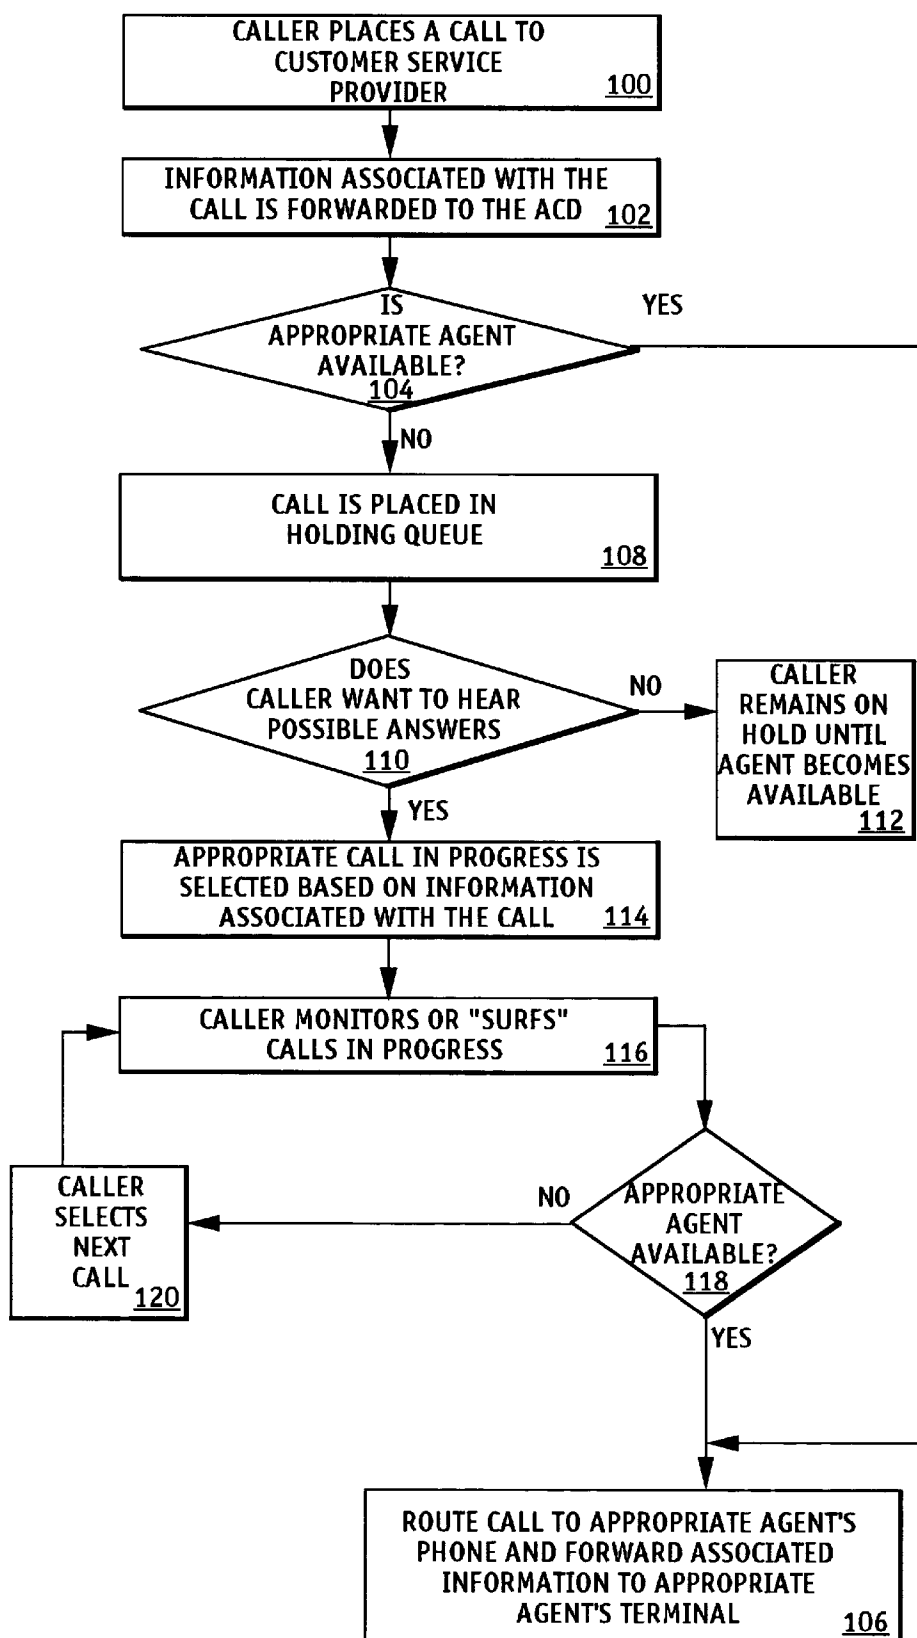 CALLER PLACES A CALL TO
CUSTOMER SERVICE
PROVIDER
100
INFORMATION ASSOCIATED WITH THE
CALL IS FORWARDED TO THE ACD
102
IS
APPROPRIATE AGENT
AVAILABLE?
104
YES
NO
CALL IS PLACED IN
HOLDING QUEUE
108
DOES
CALLER WANT TO HEAR
POSSIBLE ANSWERS
110
NO
CALLER
REMAINS ON
HOLD UNTIL
AGENT BECOMES
AVAILABLE
112
YES
APPROPRIATE CALL IN PROGRESS IS
SELECTED BASED ON INFORMATION
ASSOCIATED WITH THE CALL
114
CALLER MONITORS OR "SURFS"
CALLS IN PROGRESS
116
APPROPRIATE
AGENT
AVAILABLE?
118
NO
CALLER
SELECTS
NEXT
CALL
120
YES
ROUTE CALL TO APPROPRIATE AGENT'S
PHONE AND FORWARD ASSOCIATED
INFORMATION TO APPROPRIATE
AGENT'S TERMINAL
106